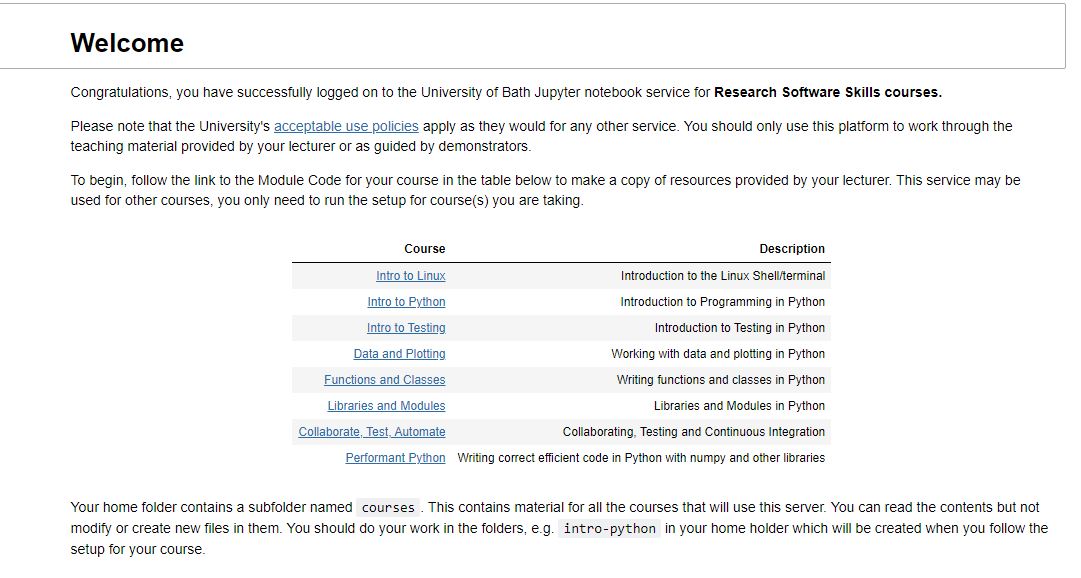 Welcome
Congratulations, you have successfully logged on to the University of Bath Jupyter notebook service for Research Software Skills courses.
Please note that the University's acceptable use policies apply as they would for any other service. You should only use this platform to work through the
teaching material provided by your lecturer or as guided by demonstrators.
To begin, follow the link to the Module Code for your course in the table below to make a copy of resources provided by your lecturer. This service may be
used for other courses, you only need to run the setup for course(s) you are taking.
Course Description
Intro to Linux Introduction to the Linux Shell/terminal
Intro to Python Introduction to Programming in Python
Intro to Testing Introduction to Testing in Python
Data and Plotting Working with data and plotting in Python
Functions and Classes Writing functions and classes in Python
Libraries and Modules Libraries and Modules in Python
Collaborate, Test, Automate Collaborating, Testing and Continuous Integration
Performant Python Writing correct efficient code in Python with numpy and other libraries
Your home folder contains a subfolder named courses . This contains material for all the courses that will use this server. You can read the contents but not
modify or create new files in them. You should do your work in the folders, e.g. intro-python in your home holder which will be created when you follow the
setup for your course.